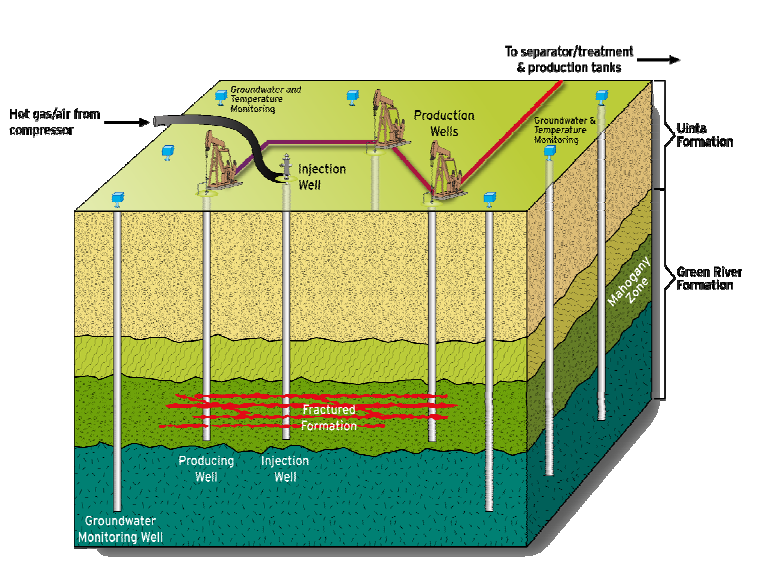 To separator/treatment
& production tanks
Groundwater and
Temperature
Monitoring
Hot gas/air from
compressor
Production
Wells
Groundwater &
Temperature
Monitoring
Uinta
Formation
Injection
Well
Mahogany
Zone
Green River
Formation
Fractured
Formation
Producing
Well
Injection
Well
Groundwater
Monitoring Well